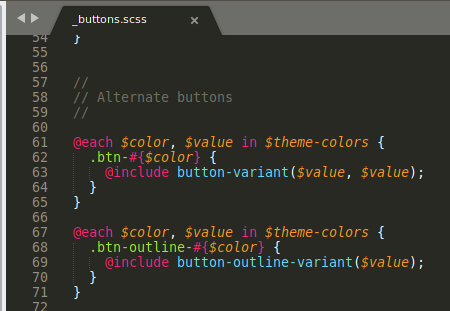 _buttons.scss ×
54 }
55
56
57 //
58 // Alternate buttons
59 //
60
61 @each $color, $value in $theme-colors {
62 .btn-#{$color} {
63 @include button-variant($value, $value);
64 }
65 }
66
67 @each $color, $value in $theme-colors {
68 .btn-outline-#{$color} {
69 @include button-outline-variant($value);
70 }
71 }
72